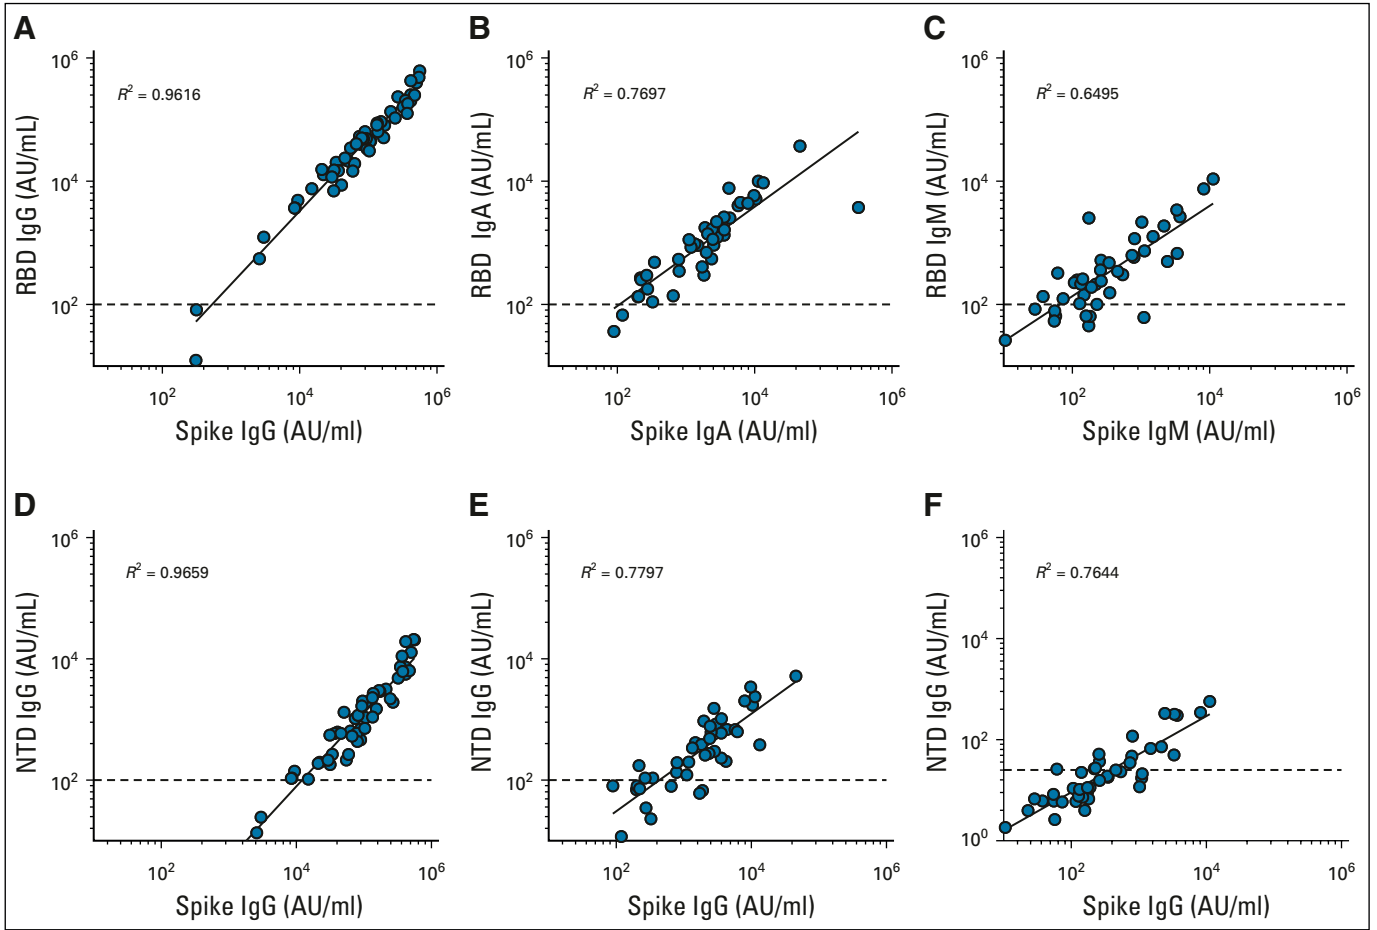 A
10^6
10^4
10^2
R^2 = 0.9616
RBD IgG (AU/mL)
10^2
10^4
10^6
Spike IgG (AU/ml)
B
10^6
10^4
10^2
R^2 = 0.7697
RBD IgA (AU/mL)
10^2
10^4
10^6
Spike IgA (AU/ml)
C
10^6
10^4
10^2
R^2 = 0.6495
RBD IgM (AU/mL)
10^2
10^4
10^6
Spike IgM (AU/ml)
D
10^6
10^4
10^2
R^2 = 0.9659
NTD IgG (AU/mL)
10^2
10^4
10^6
Spike IgG (AU/ml)
E
10^6
10^4
10^2
R^2 = 0.7797
NTD IgG (AU/mL)
10^2
10^4
10^6
Spike IgG (AU/ml)
F
10^6
10^4
10^2
10^0
R^2 = 0.7644
NTD IgG (AU/mL)
10^2
10^4
10^6
Spike IgG (AU/ml)